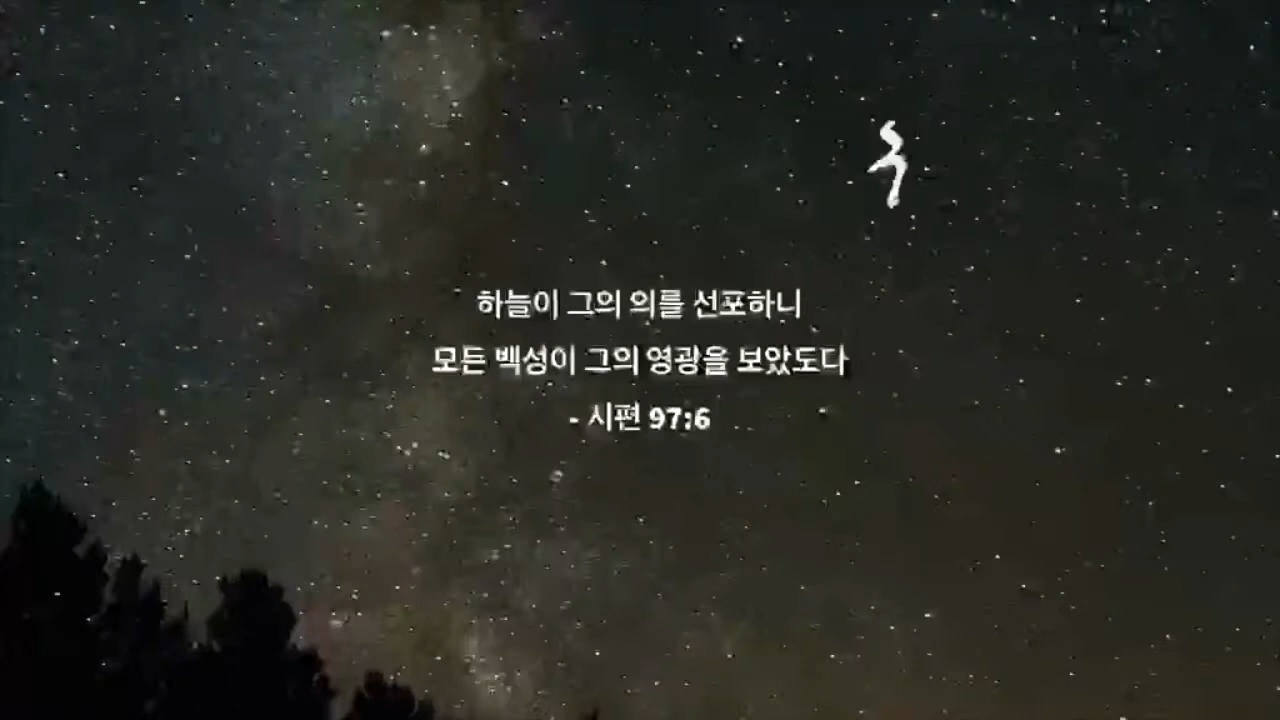 하늘이 그의 의를 선포하니
모든 백성이 그의 영광을 보았도다
- 시편 97:6